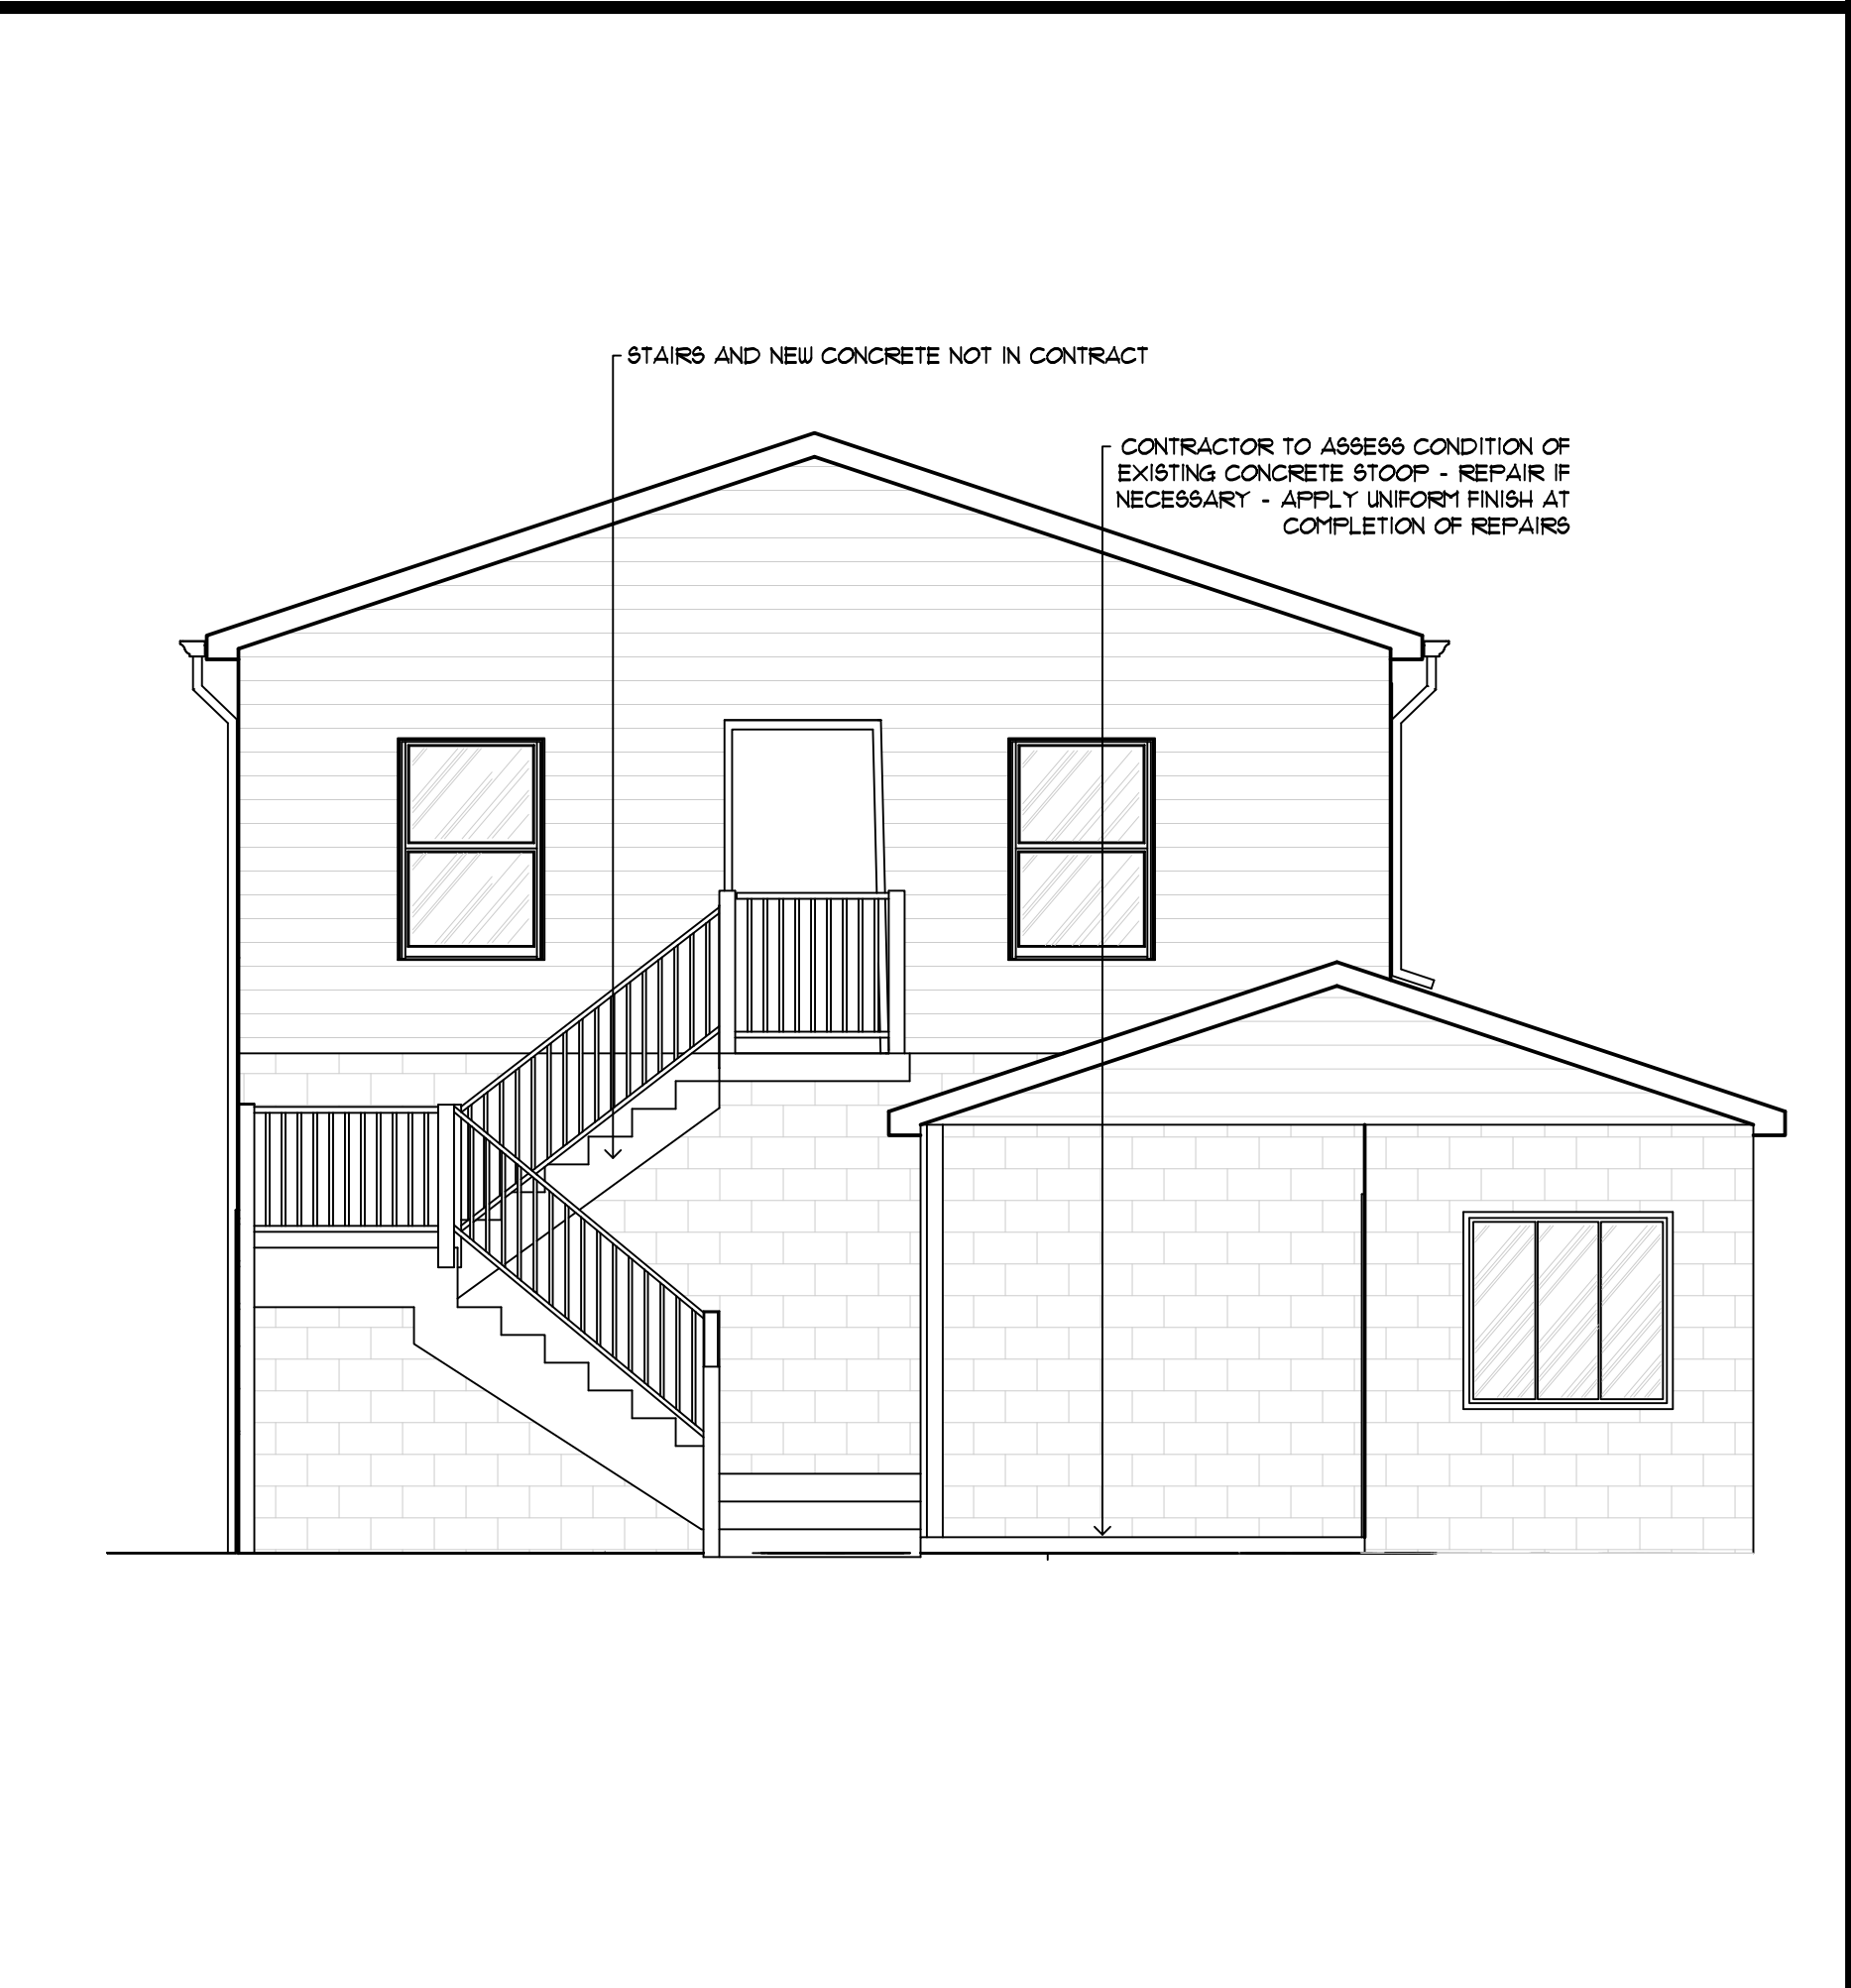 STAIRS AND NEW CONCRETE NOT IN CONTRACT
CONTRACTOR TO ASSESS CONDITION OF
EXISTING CONCRETE STOOP - REPAIR IF
NECESSARY - APPLY UNIFORM FINISH AT
COMPLETION OF REPAIRS